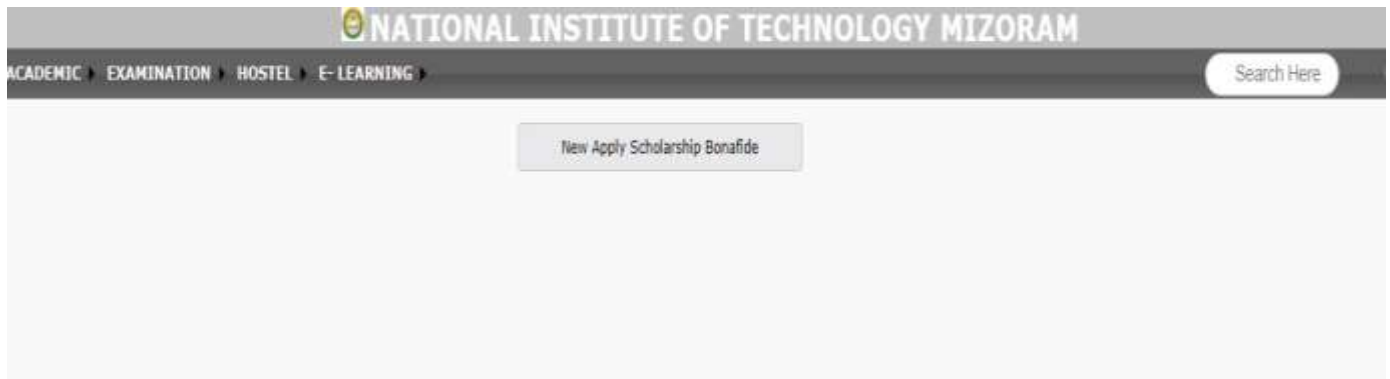 NATIONAL INSTITUTE OF TECHNOLOGY MIZORAM
ACADEMIC EXAMINATION HOSTEL E-LEARNING Search Here
New Apply Scholarship Bonafide